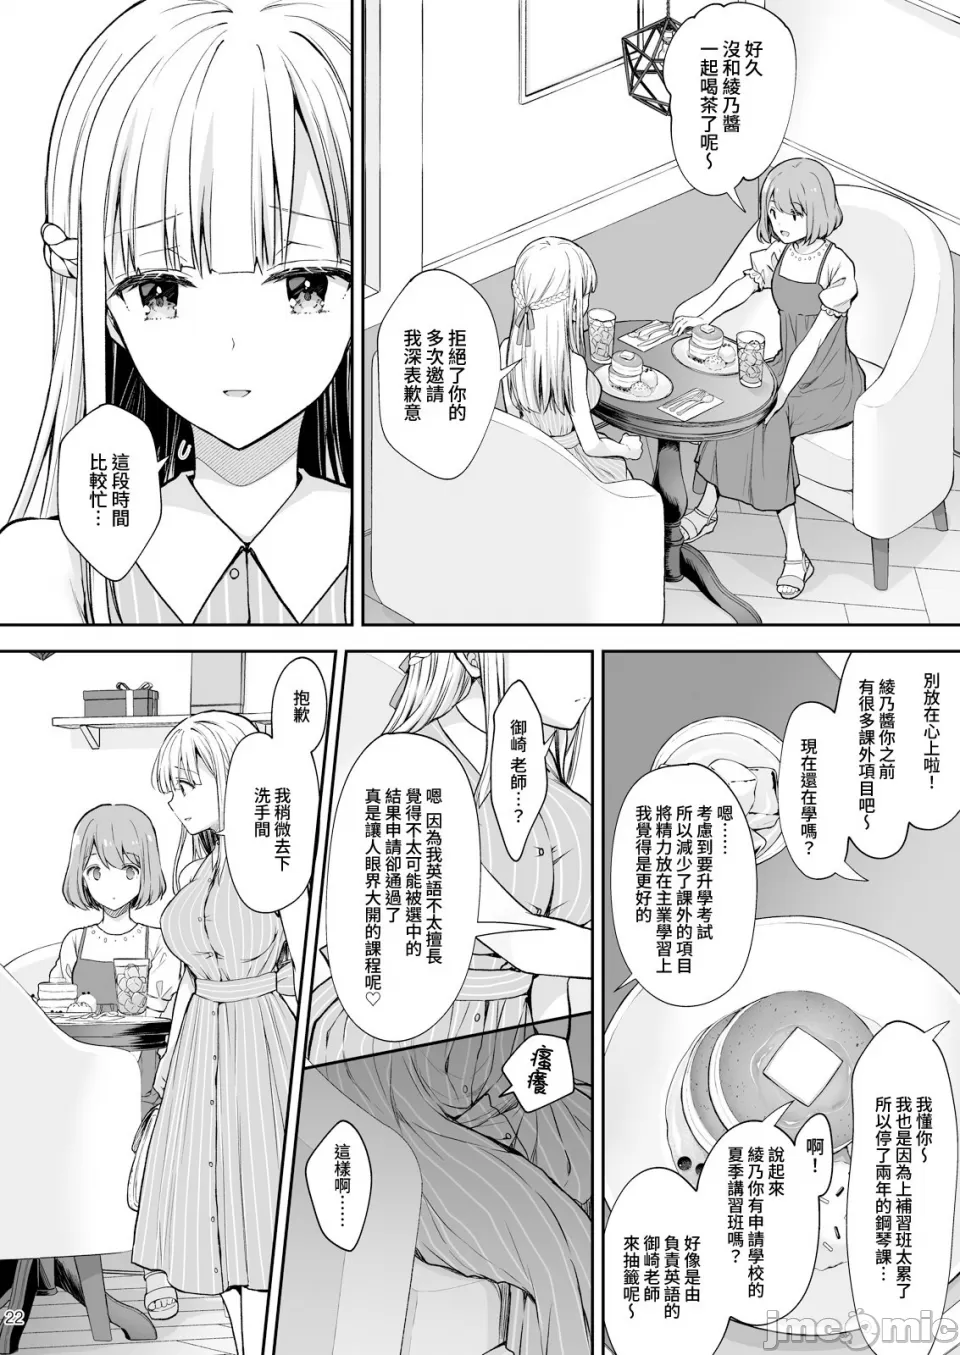 好久
沒和綾乃醬
一起喝茶了呢～
拒絕了你的
多次邀請
我深表歉意
這段時間
比較忙…
別放在心上啦！
綾乃醬你之前
有很多課外項目吧～
現在還在學嗎？
嗯……
考慮到要升學考試
所以減少了課外的項目
將精力放在主業學習上
我覺得是更好的
我懂你～
我也是因為上補習班太累了
所以停了兩年的鋼琴課…
啊！
說起來
綾乃你有申請學校的
夏季講習班嗎？
好像是由
負責英語的
御崎老師
來抽籤呢～
御崎 老師…？
嗯 因為我英語不太擅長
覺得不太可能被選中的
結果申請卻通過了
真是讓人眼界大開的課程呢♡
瘙癢
這樣啊……
抱歉
我稍微去下
洗手間
22
jmcomic